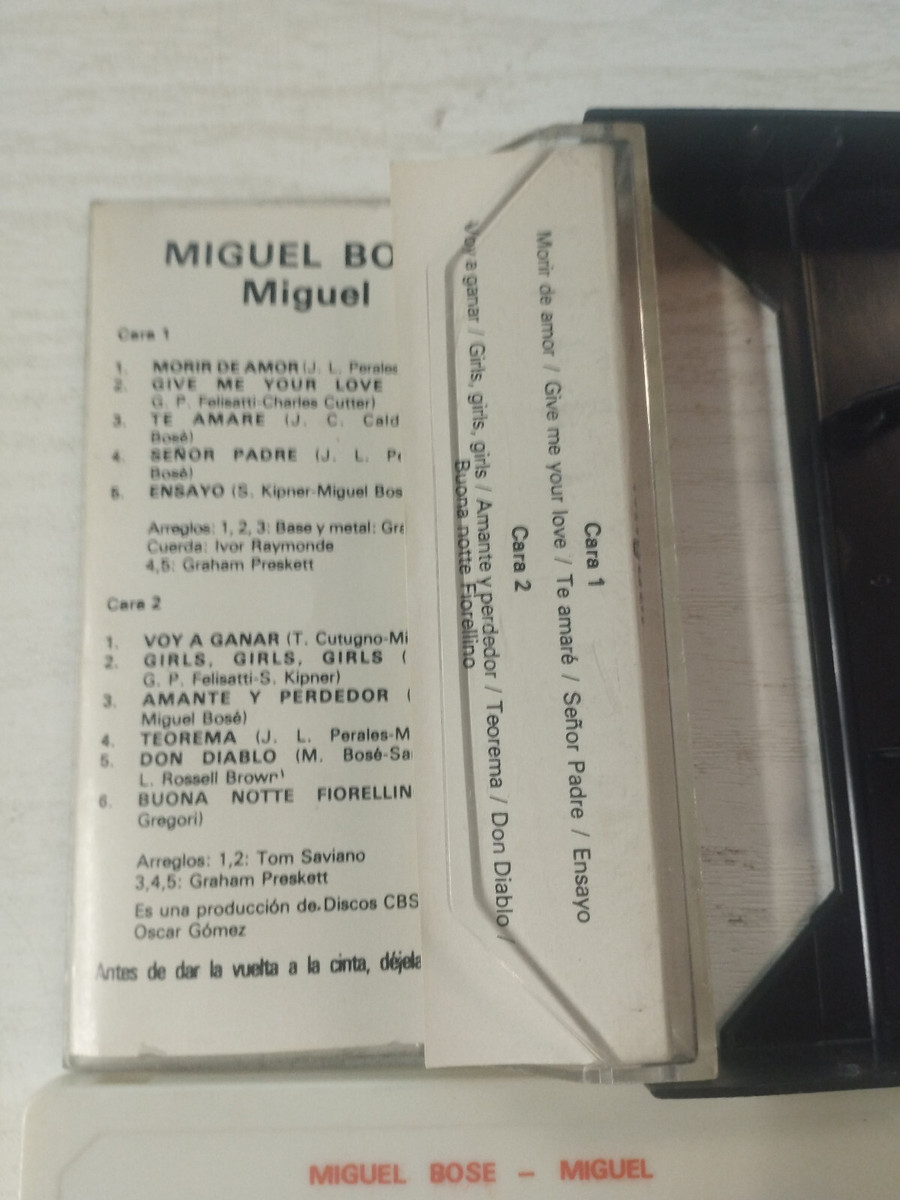 MIGUEL BO
Miguel
Cara 1
1. MORIR DE AMOR (J. L. Perales
2. GIVE ME YOUR LOVE
G. P. Felisatti-Charles Cutter)
3. TE AMARE (J. C. Cald
Bosé)
4. SEÑOR PADRE (J. L. Pe
Bosé)
5. ENSAYO (S. Kipner-Miguel Bos
Arreglos: 1, 2, 3: Base y metal: Gra
Cuerda: Ivor Raymonde
4,5: Graham Preskett
Cara 2
1. VOY A GANAR (T. Cutugno-Mi
2. GIRLS, GIRLS, GIRLS (
G. P. Felisatti-S. Kipner)
3. AMANTE Y PERDEDOR (
Miguel Bosé)
4. TEOREMA (J. L. Perales-M
5. DON DIABLO (M. Bosé-Sa
L. Rossell Brown)
6. BUONA NOTTE FIORELLIN
Gregori)
Arreglos: 1,2: Tom Saviano
3,4,5: Graham Preskett
Es una producción de Discos CBS
Oscar Gómez
Antes de dar la vuelta a la cinta, déjela
Cara 1
Morir de amor / Give me your love / Te amaré / Señor Padre / Ensayo
Cara 2
Voy a ganar / Girls, girls, girls / Amante y perdedor / Teorema / Don Diablo /
Buona notte Fiorellino
MIGUEL BOSE – MIGUEL